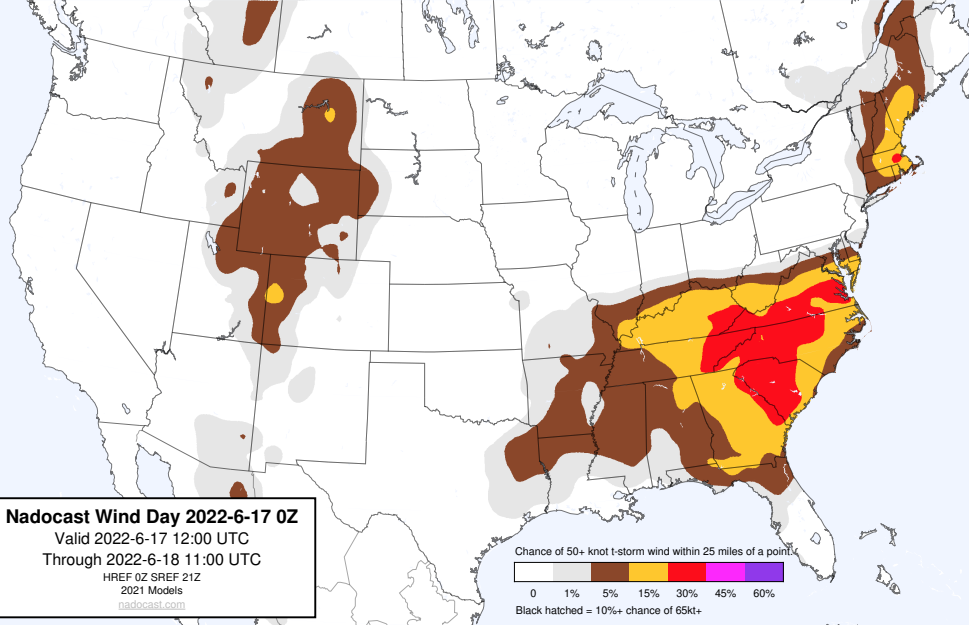 Nadocast Wind Day 2022-6-17 0Z
Valid 2022-6-17 12:00 UTC
Through 2022-6-18 11:00 UTC
HREF 0Z SREF 21Z
2021 Models
nadocast.com
Chance of 50+ knot t-storm wind within 25 miles of a point.
0 1% 5% 15% 30% 45% 60%
Black hatched = 10%+ chance of 65kt+